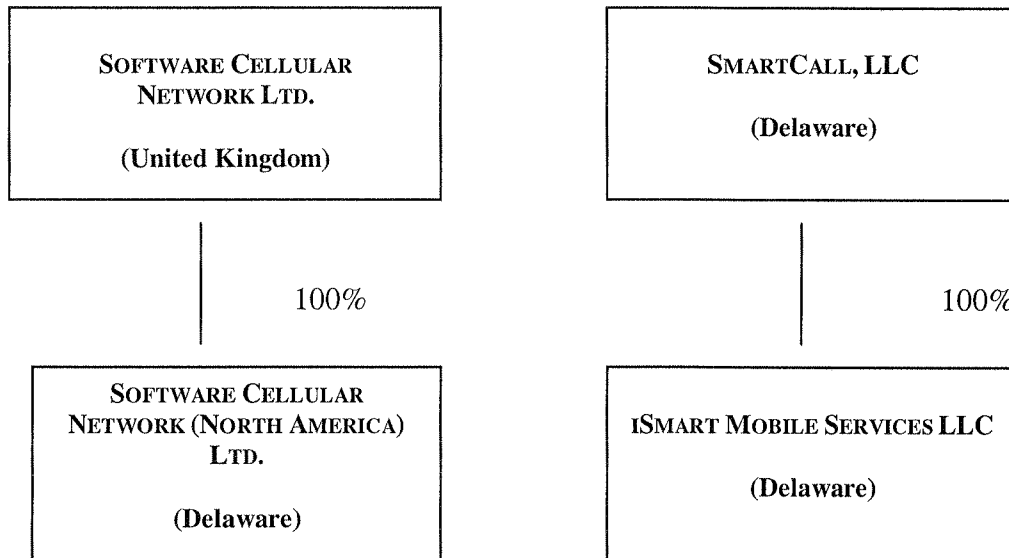 SOFTWARE CELLULAR
NETWORK LTD.
(United Kingdom)
100%
SOFTWARE CELLULAR
NETWORK (NORTH AMERICA)
LTD.
(Delaware)
SMARTCALL, LLC
(Delaware)
100%
ISMART MOBILE SERVICES LLC
(Delaware)